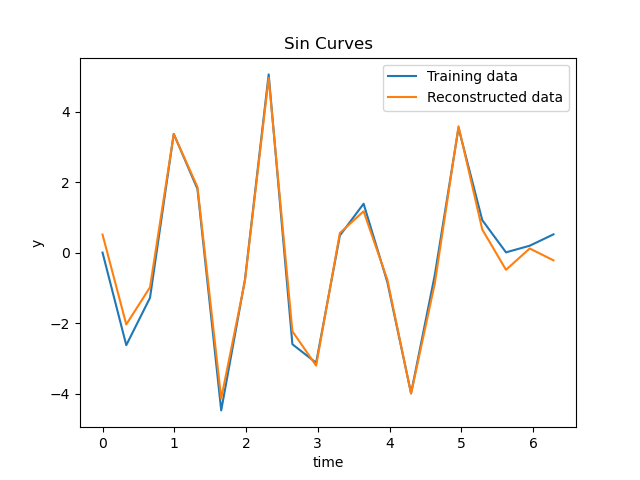 Sin Curves
Training data
Reconstructed data
4
2
0
−2
−4
y
0 1 2 3 4 5 6
time